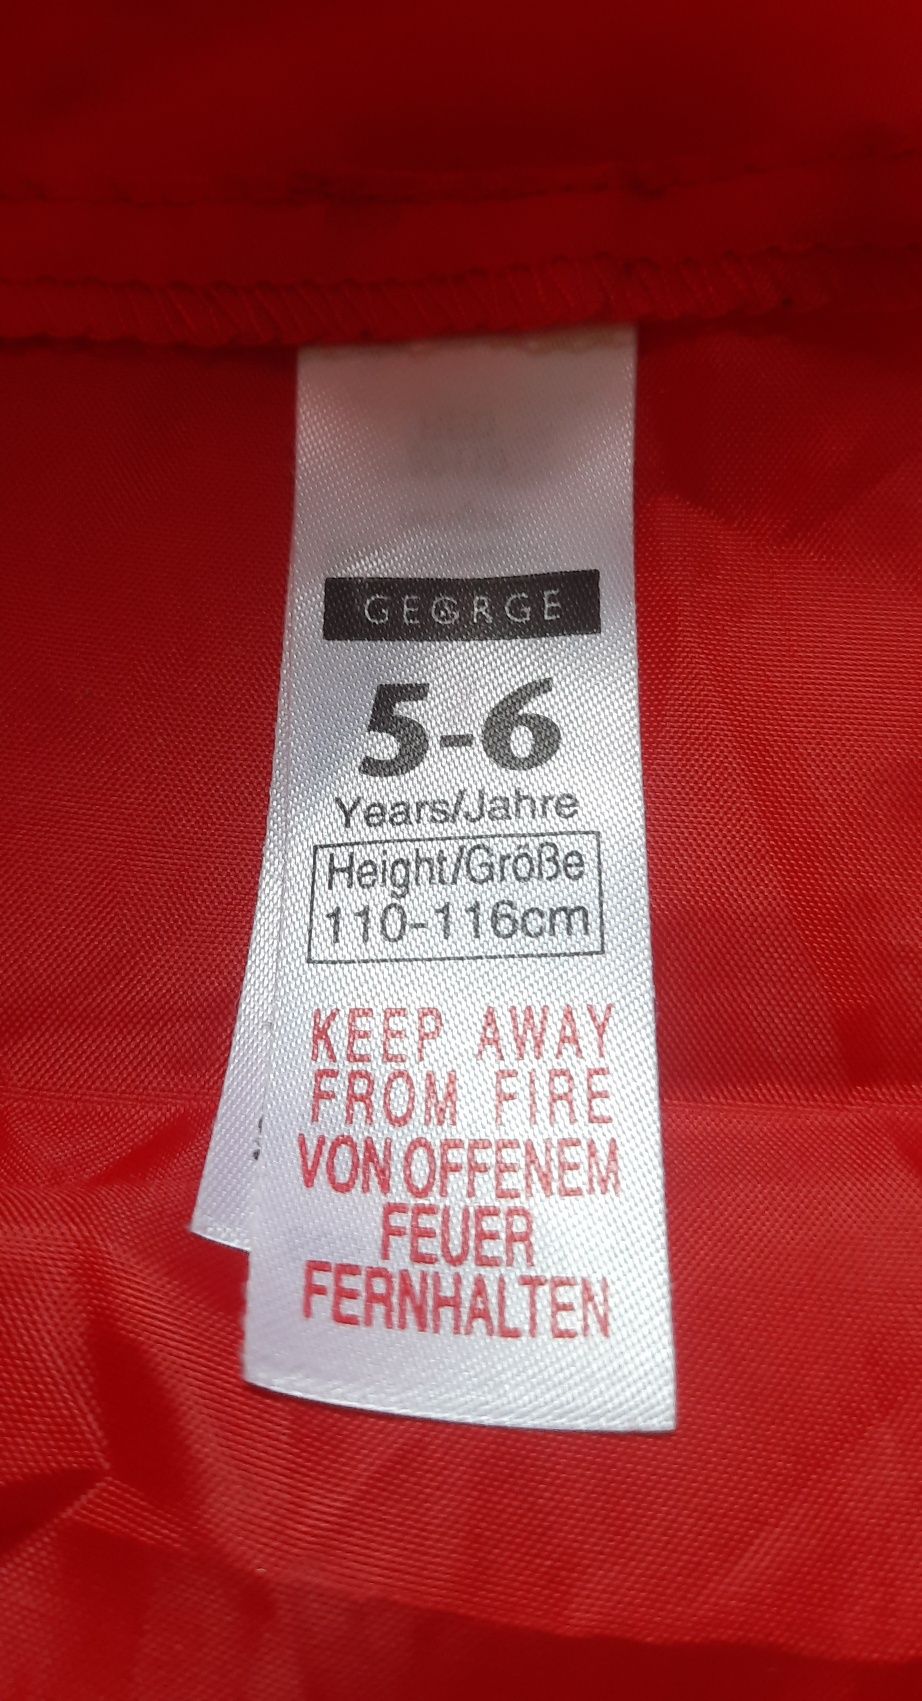 GEORGE
5-6
Years/Jahre
Height/Größe
110-116cm
KEEP AWAY
FROM FIRE
VON OFFENEM
FEUER
FERNHALTEN